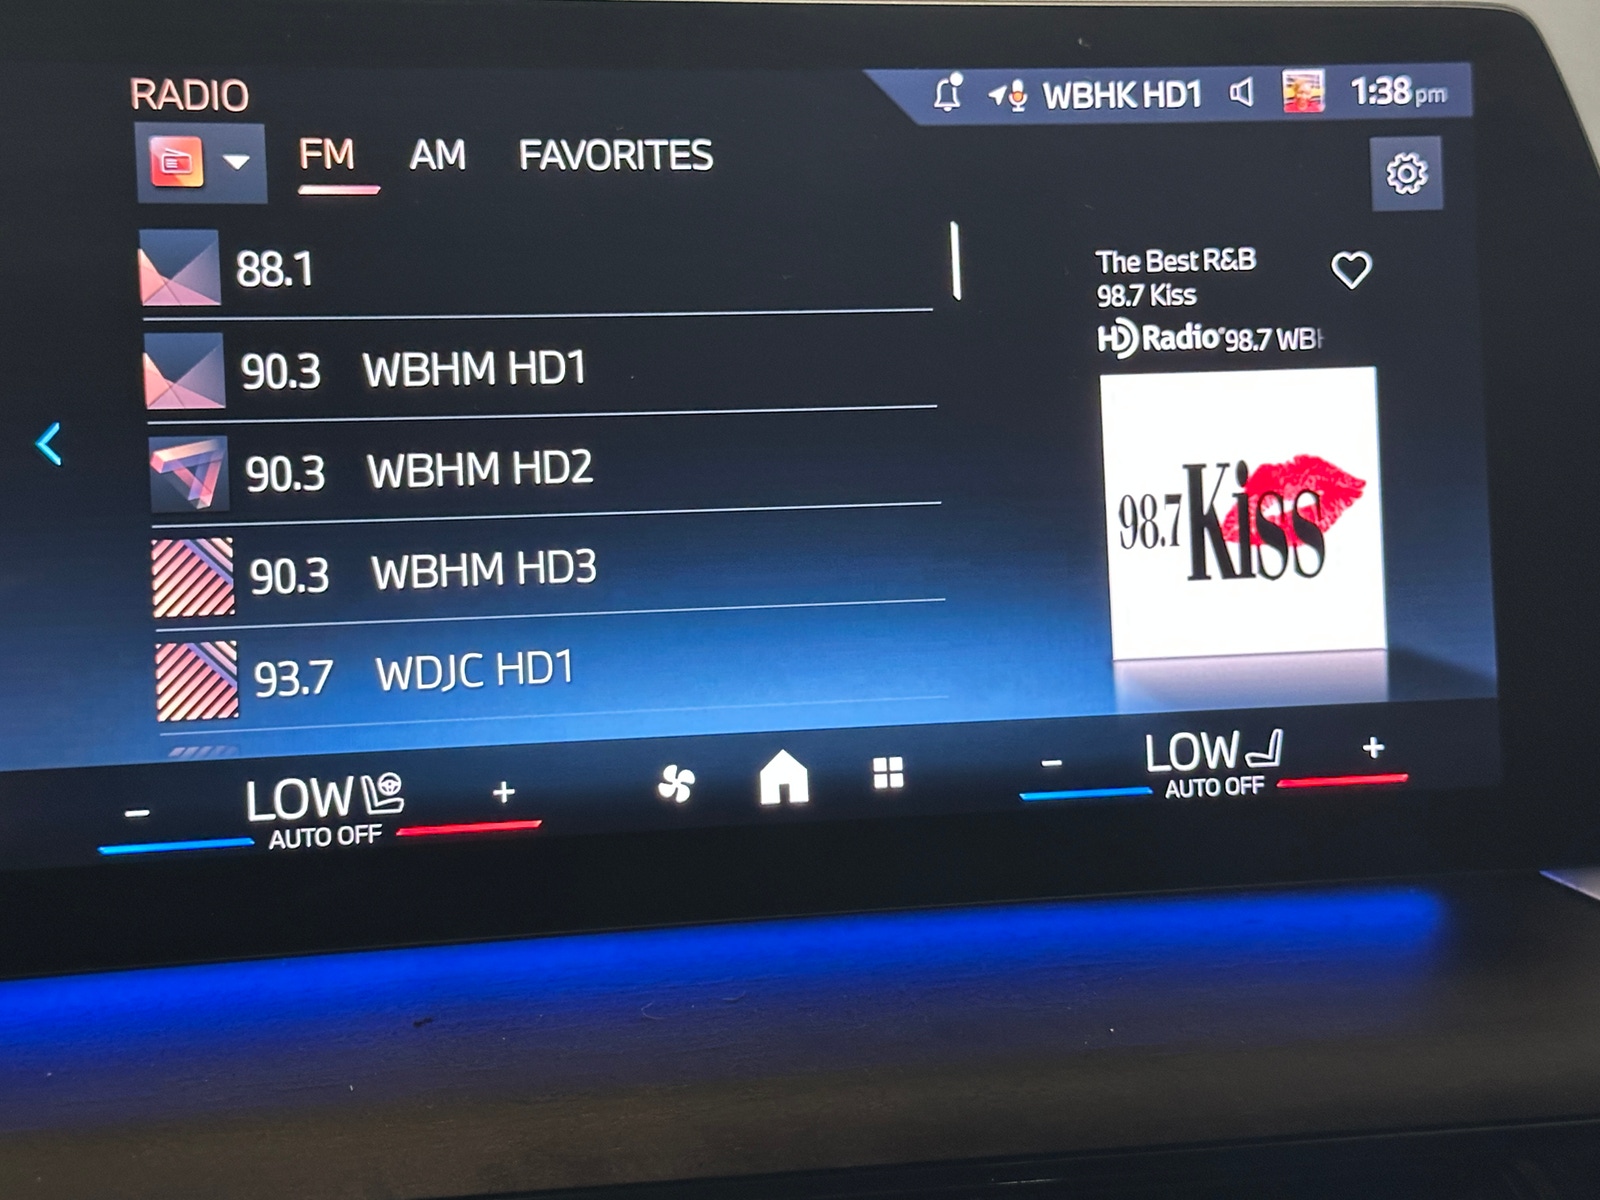 RADIO
WBHK HD1
1:38 pm
FM AM FAVORITES
88.1
90.3 WBHM HD1
90.3 WBHM HD2
90.3 WBHM HD3
93.7 WDJC HD1
The Best R&B
98.7 Kiss
HD Radio 98.7 WBH
98.7 Kiss
- LOW +
AUTO OFF
- LOW +
AUTO OFF